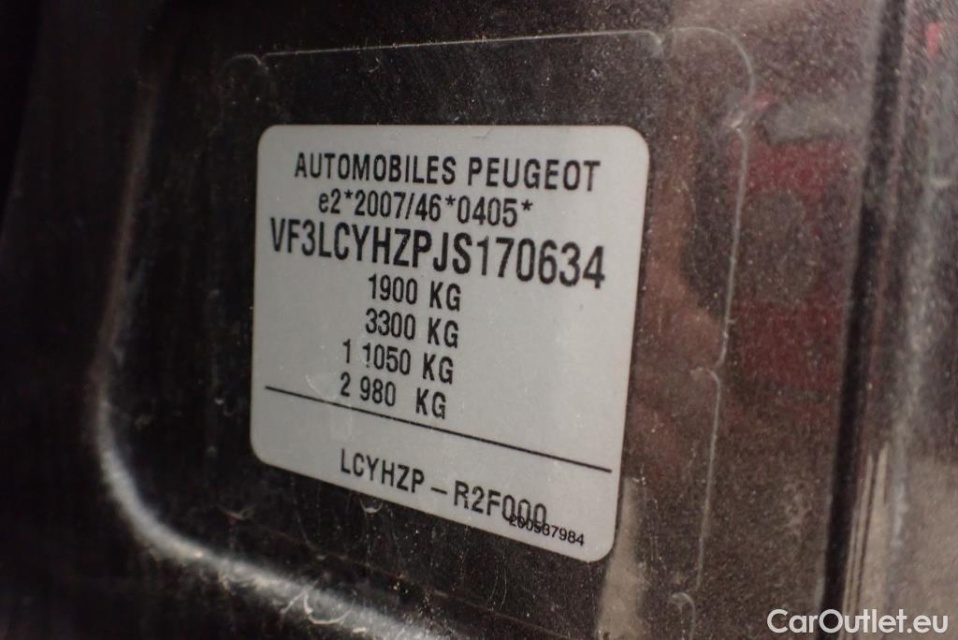 AUTOMOBILES PEUGEOT
e2*2007/46*0405*
VF3LCYHZPJS170634
1900 KG
3300 KG
1 1050 KG
2 980 KG
LCYHZP – R2F000
200587984
CarOutlet.eu